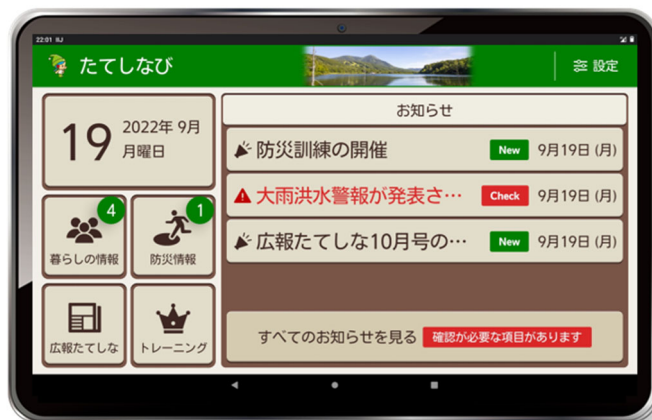 22:01 IIJ
たてしなび
設定
19
2022年 9月
月曜日
お知らせ
防災訓練の開催 New 9月19日 (月)
大雨洪水警報が発表さ… Check 9月19日 (月)
広報たてしな10月号の… New 9月19日 (月)
4
暮らしの情報
1
防災情報
広報たてしな
トレーニング
すべてのお知らせを見る 確認が必要な項目があります